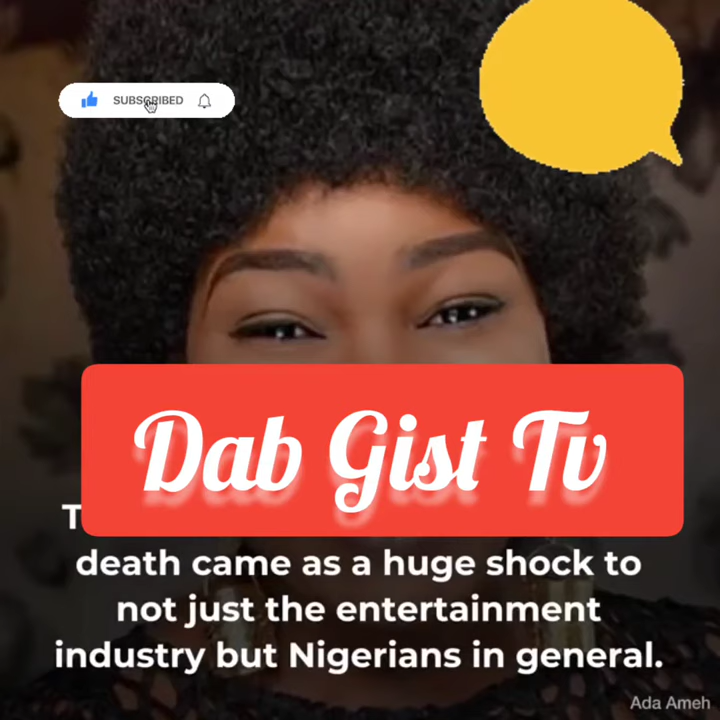 SUBSCRIBED
Dab Gist Tv
T
death came as a huge shock to
not just the entertainment
industry but Nigerians in general.
Ada Ameh